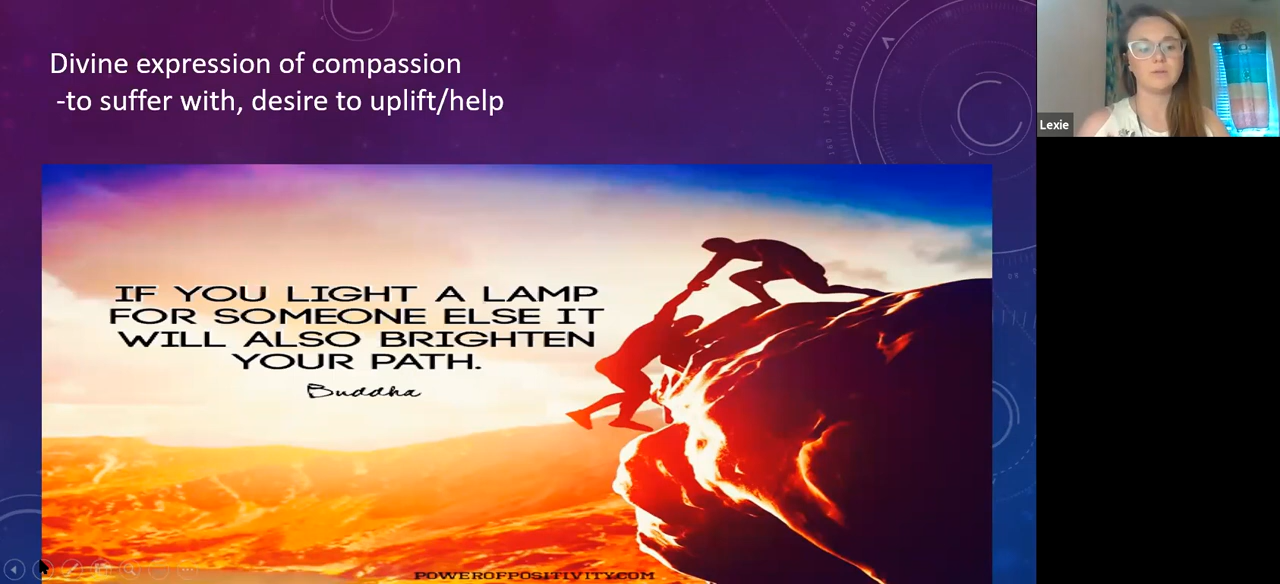 Divine expression of compassion
-to suffer with, desire to uplift/help
Lexie
IF YOU LIGHT A LAMP
FOR SOMEONE ELSE IT
WILL ALSO BRIGHTEN
YOUR PATH.
Buddha
POWEROFPOSITIVITY.COM